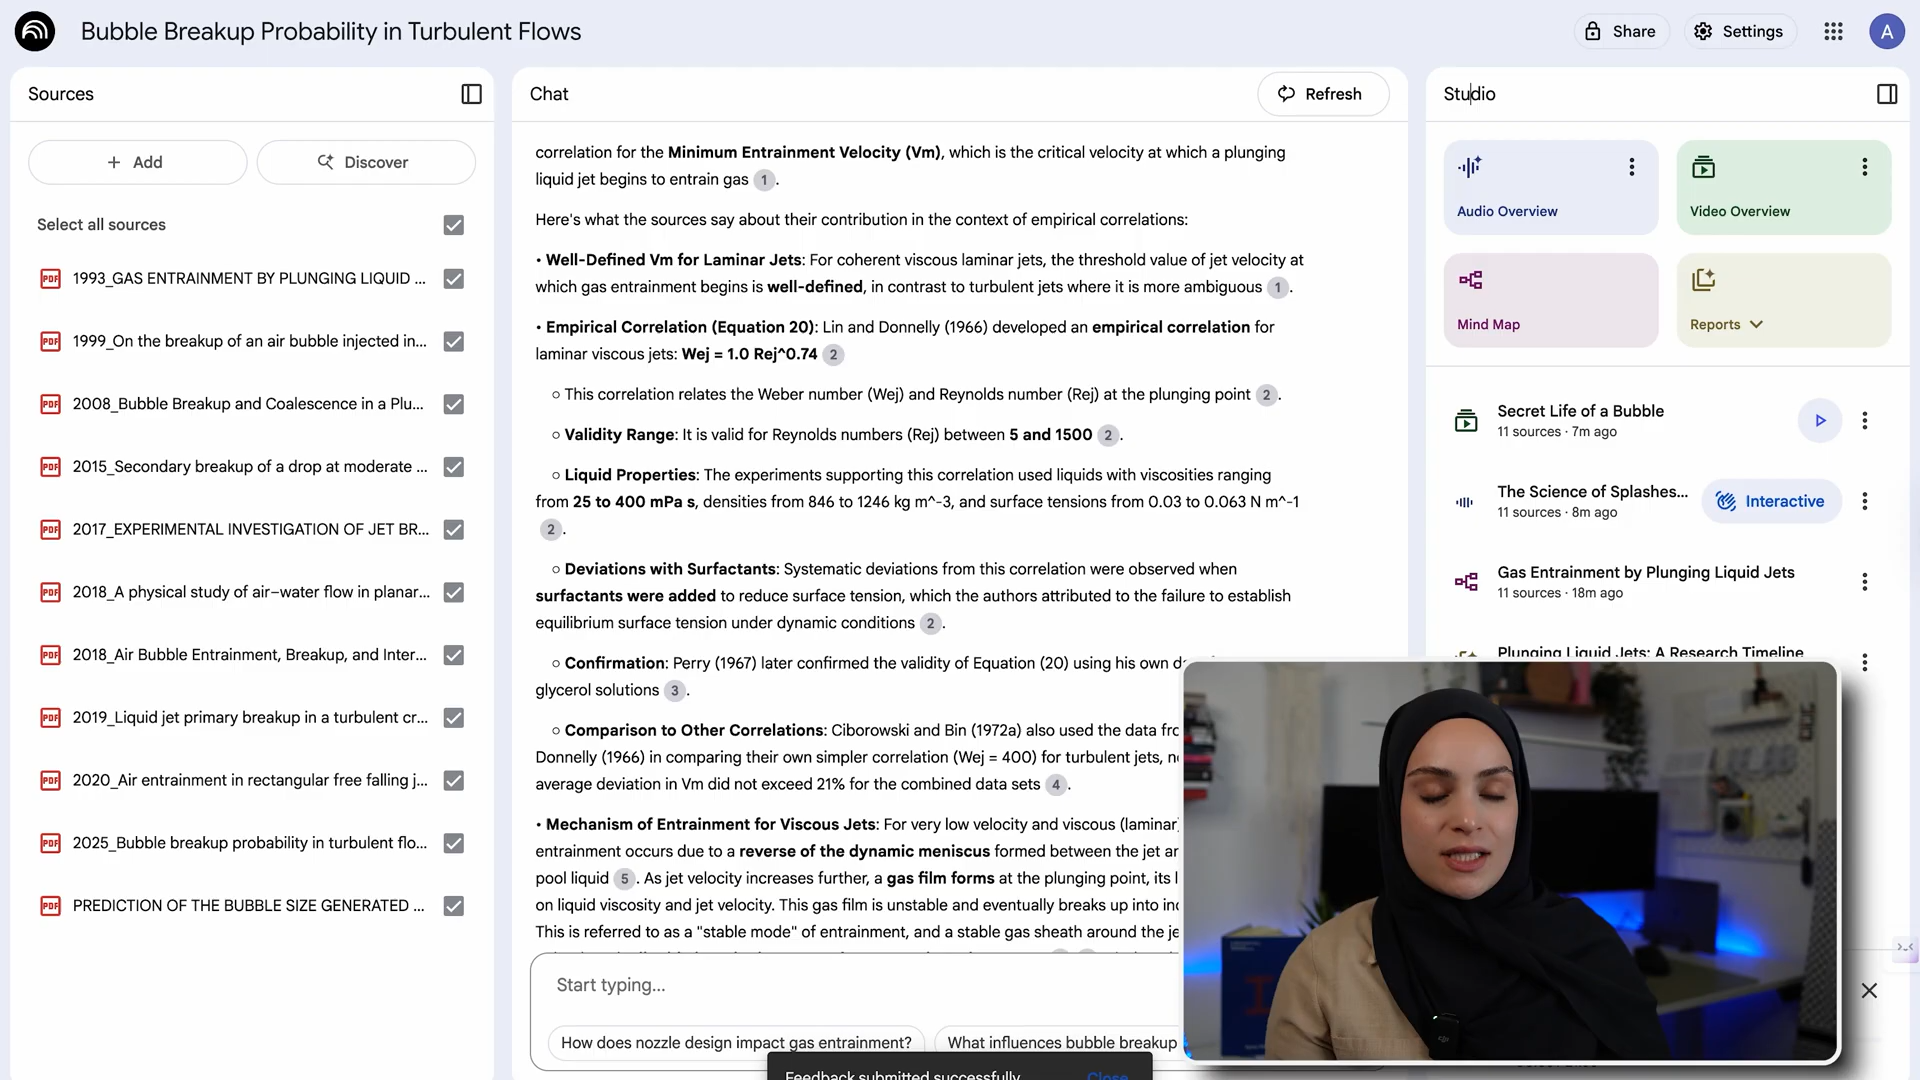 Bubble Breakup Probability in Turbulent Flows
Share
Settings
A
Sources
Add
Discover
Select all sources
PDF 1993_GAS ENTRAINMENT BY PLUNGING LIQUID ...
PDF 1999_On the breakup of an air bubble injected in...
PDF 2008_Bubble Breakup and Coalescence in a Plu...
PDF 2015_Secondary breakup of a drop at moderate ...
PDF 2017_EXPERIMENTAL INVESTIGATION OF JET BR...
PDF 2018_A physical study of air–water flow in planar...
PDF 2018_Air Bubble Entrainment, Breakup, and Inter...
PDF 2019_Liquid jet primary breakup in a turbulent cr...
PDF 2020_Air entrainment in rectangular free falling j...
PDF 2025_Bubble breakup probability in turbulent flo...
PDF PREDICTION OF THE BUBBLE SIZE GENERATED ...
Chat
Refresh
correlation for the Minimum Entrainment Velocity (Vm), which is the critical velocity at which a plunging
liquid jet begins to entrain gas 1.
Here's what the sources say about their contribution in the context of empirical correlations:
• Well-Defined Vm for Laminar Jets: For coherent viscous laminar jets, the threshold value of jet velocity at
which gas entrainment begins is well-defined, in contrast to turbulent jets where it is more ambiguous 1.
• Empirical Correlation (Equation 20): Lin and Donnelly (1966) developed an empirical correlation for
laminar viscous jets: Wej = 1.0 Rej^0.74 2
○ This correlation relates the Weber number (Wej) and Reynolds number (Rej) at the plunging point 2.
○ Validity Range: It is valid for Reynolds numbers (Rej) between 5 and 1500 2.
○ Liquid Properties: The experiments supporting this correlation used liquids with viscosities ranging
from 25 to 400 mPa s, densities from 846 to 1246 kg m^-3, and surface tensions from 0.03 to 0.063 N m^-1
2.
○ Deviations with Surfactants: Systematic deviations from this correlation were observed when
surfactants were added to reduce surface tension, which the authors attributed to the failure to establish
equilibrium surface tension under dynamic conditions 2.
○ Confirmation: Perry (1967) later confirmed the validity of Equation (20) using his own
glycerol solutions 3.
○ Comparison to Other Correlations: Ciborowski and Bin (1972a) also used the data
Donnelly (1966) in comparing their own simpler correlation (Wej = 400) for turbulent jets,
average deviation in Vm did not exceed 21% for the combined data sets 4.
• Mechanism of Entrainment for Viscous Jets: For very low velocity and viscous (laminar)
entrainment occurs due to a reverse of the dynamic meniscus formed between the jet
pool liquid 5. As jet velocity increases further, a gas film forms at the plunging point, its
on liquid viscosity and jet velocity. This gas film is unstable and eventually breaks up into
This is referred to as a "stable mode" of entrainment, and a stable gas sheath around the
Start typing...
How does nozzle design impact gas entrainment?
What influences bubble breakup
Feedback submitted successfully
Close
Studio
Audio Overview
Video Overview
Mind Map
Reports
Secret Life of a Bubble
11 sources · 7m ago
The Science of Splashes...
Interactive
11 sources · 8m ago
Gas Entrainment by Plunging Liquid Jets
11 sources · 18m ago
Plunging Liquid Jets: A Research Timeline